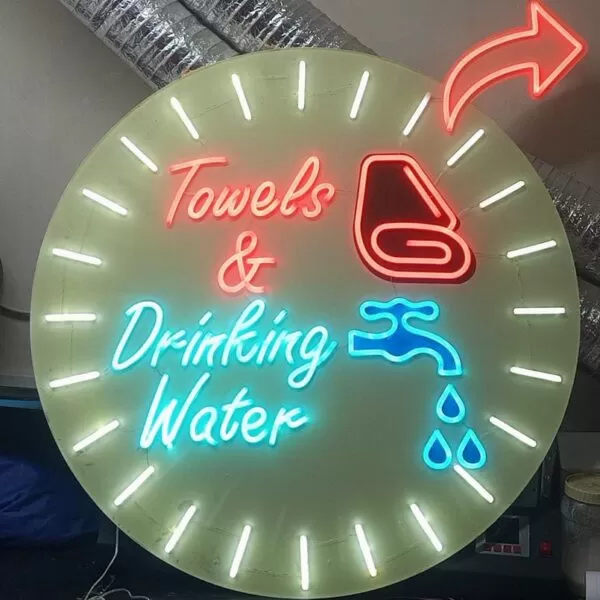 Towels
&
Drinking
Water